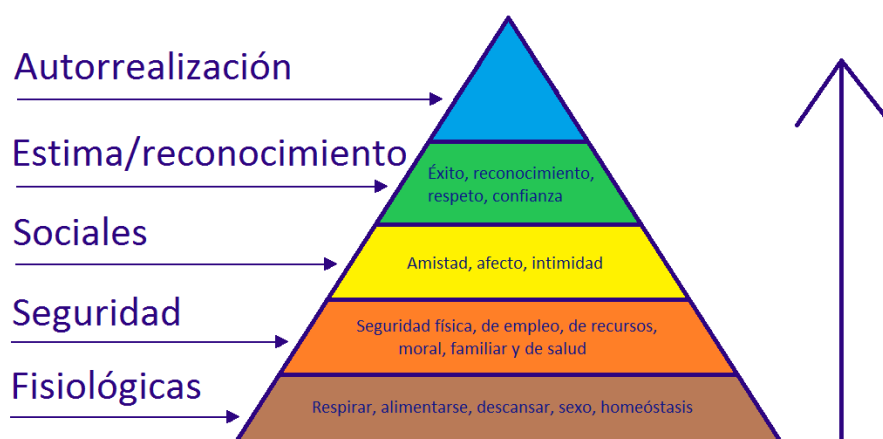 Autorrealización
Estima/reconocimiento
Éxito, reconocimiento,
respeto, confianza
Sociales
Amistad, afecto, intimidad
Seguridad
Seguridad física, de empleo, de recursos,
moral, familiar y de salud
Fisiológicas
Respirar, alimentarse, descansar, sexo, homeóstasis